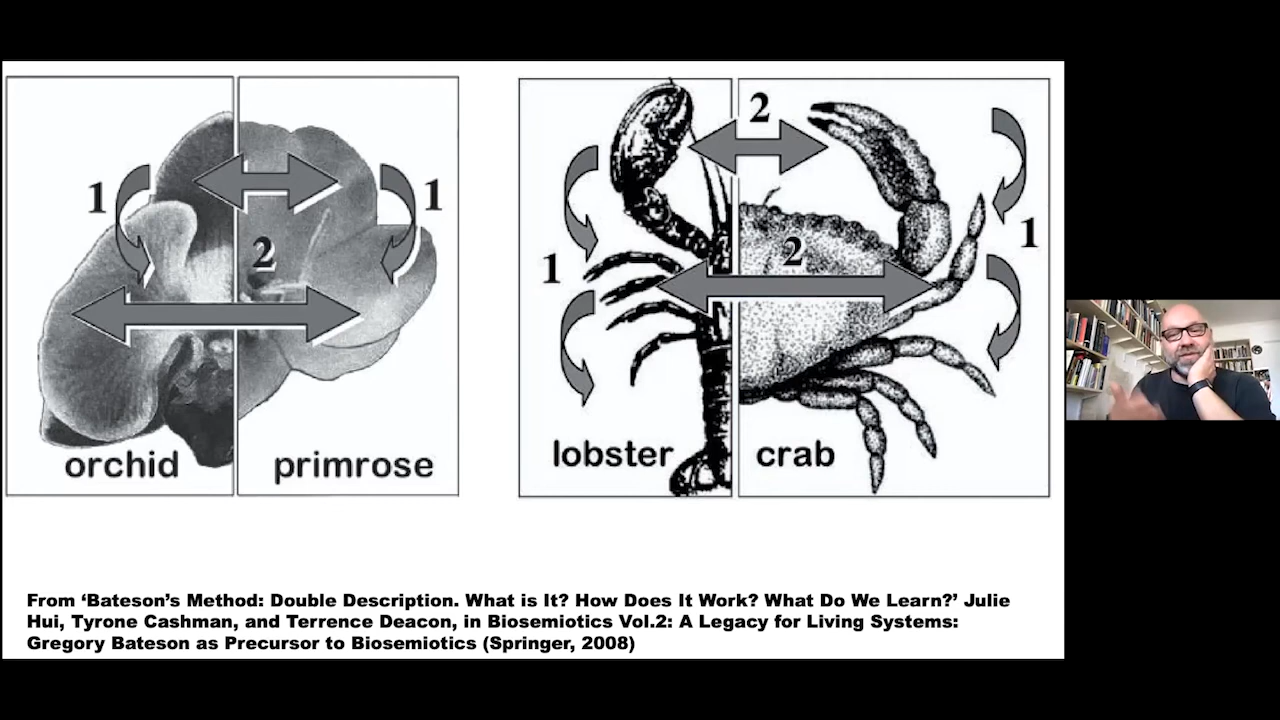 2
1
1
2
1
2
1
orchid
primrose
lobster
crab
From ‘Bateson’s Method: Double Description. What is It? How Does It Work? What Do We Learn?’ Julie
Hui, Tyrone Cashman, and Terrence Deacon, in Biosemiotics Vol.2: A Legacy for Living Systems:
Gregory Bateson as Precursor to Biosemiotics (Springer, 2008)